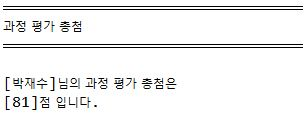 과정 평가 총점
[박재수]님의 과정 평가 총점은
[81]점 입니다.